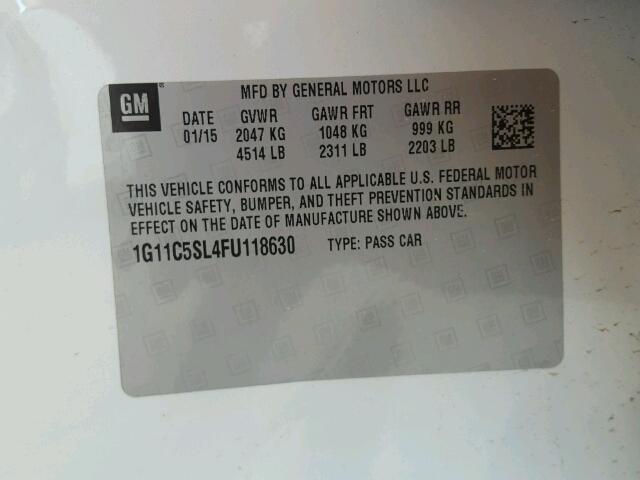 GM
MFD BY GENERAL MOTORS LLC
DATE GVWR GAWR FRT GAWR RR
01/15 2047 KG 1048 KG 999 KG
4514 LB 2311 LB 2203 LB
THIS VEHICLE CONFORMS TO ALL APPLICABLE U.S. FEDERAL MOTOR
VEHICLE SAFETY, BUMPER, AND THEFT PREVENTION STANDARDS IN
EFFECT ON THE DATE OF MANUFACTURE SHOWN ABOVE.
1G11C5SL4FU118630 TYPE: PASS CAR